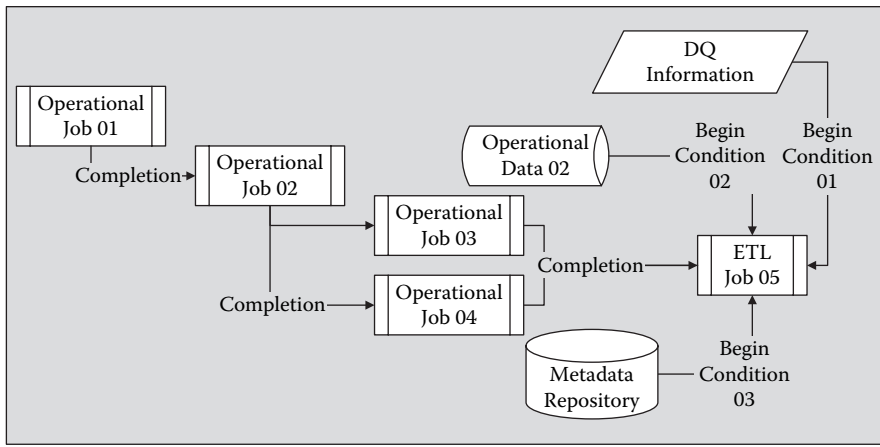 DQ
Information
Operational
Job 01
Completion
Operational
Job 02
Operational
Data 02
Begin
Condition
02
Begin
Condition
01
Operational
Job 03
Completion
ETL
Job 05
Completion
Operational
Job 04
Metadata
Repository
Begin
Condition
03